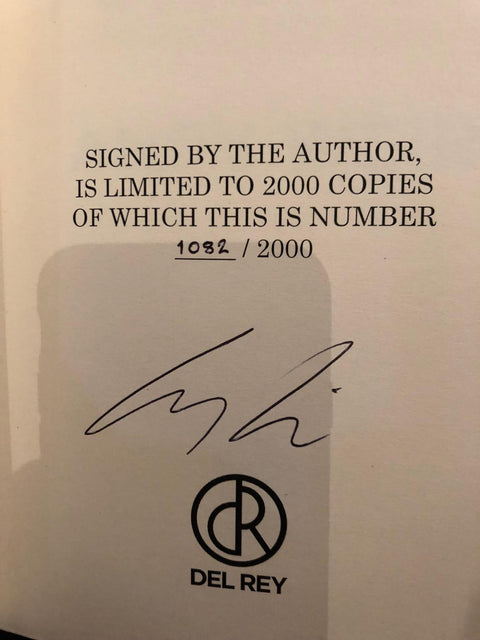 SIGNED BY THE AUTHOR,
IS LIMITED TO 2000 COPIES
OF WHICH THIS IS NUMBER
1082 / 2000
DEL REY